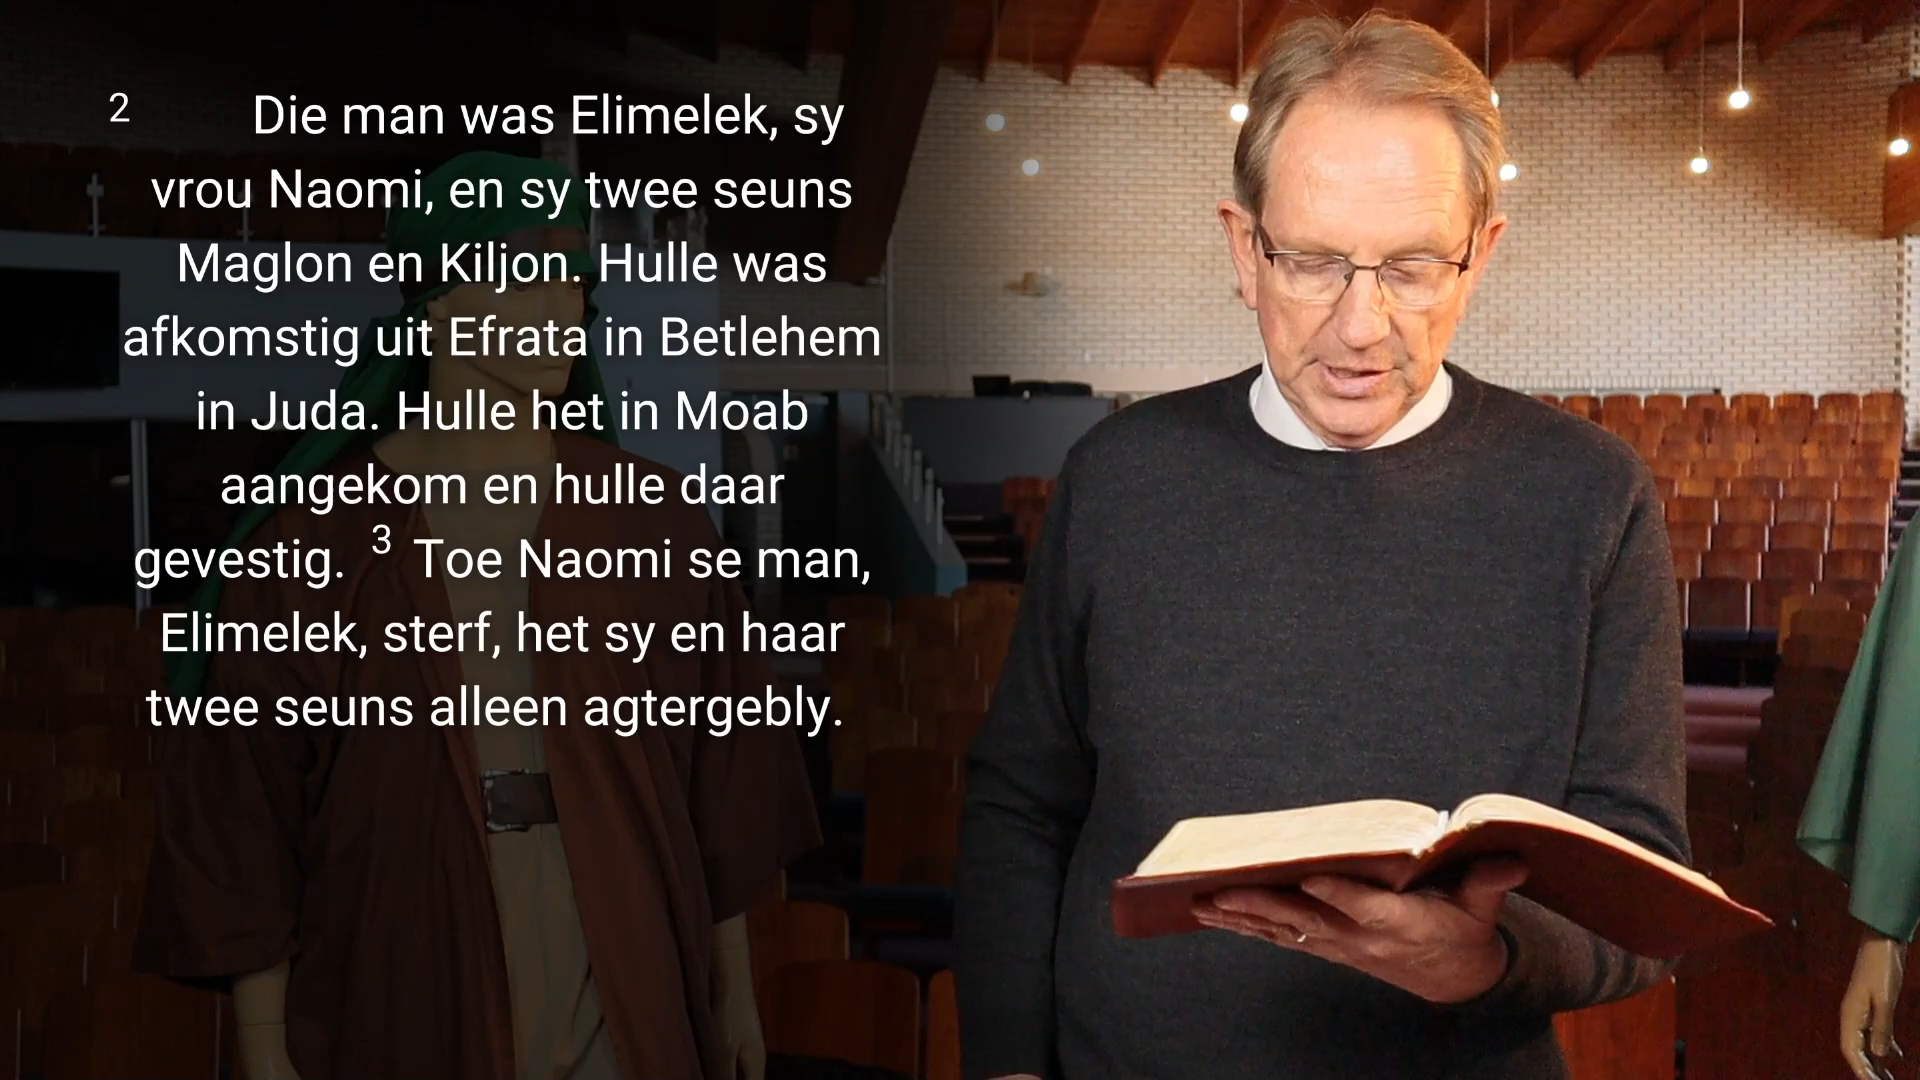 2 Die man was Elimelek, sy
vrou Naomi, en sy twee seuns
Maglon en Kiljon. Hulle was
afkomstig uit Efrata in Betlehem
in Juda. Hulle het in Moab
aangekom en hulle daar
gevestig. 3 Toe Naomi se man,
Elimelek, sterf, het sy en haar
twee seuns alleen agtergebly.